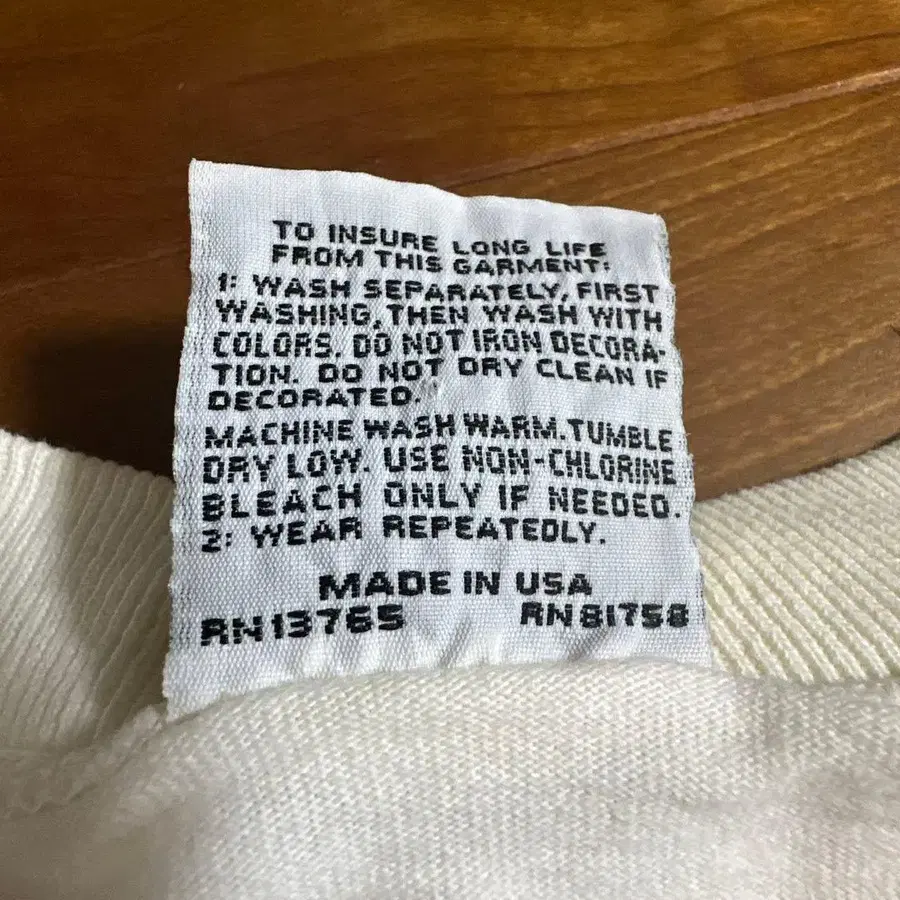 TO INSURE LONG LIFE
FROM THIS GARMENT:
1: WASH SEPARATELY, FIRST
WASHING, THEN WASH WITH
COLORS. DO NOT IRON DECORA-
TION. DO NOT DRY CLEAN IF
DECORATED.
MACHINE WASH WARM. TUMBLE
DRY LOW. USE NON-CHLORINE
BLEACH ONLY IF NEEDED.
2: WEAR REPEATEDLY.
MADE IN USA
RN13765 RN81758